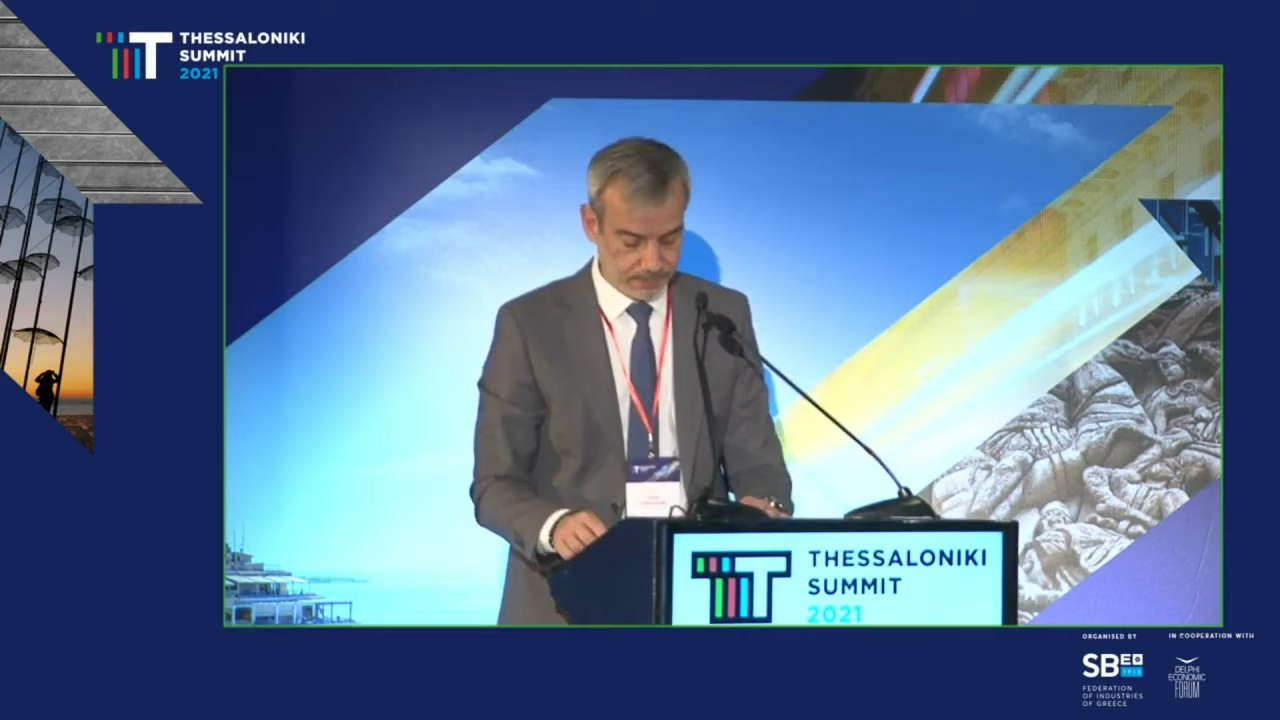 THESSALONIKI
SUMMIT
2021
THESSALONIKI
SUMMIT
2021
ORGANISED BY
IN COOPERATION WITH
SBE
1915
FEDERATION
OF INDUSTRIES
OF GREECE
DELPHI
ECONOMIC
FORUM